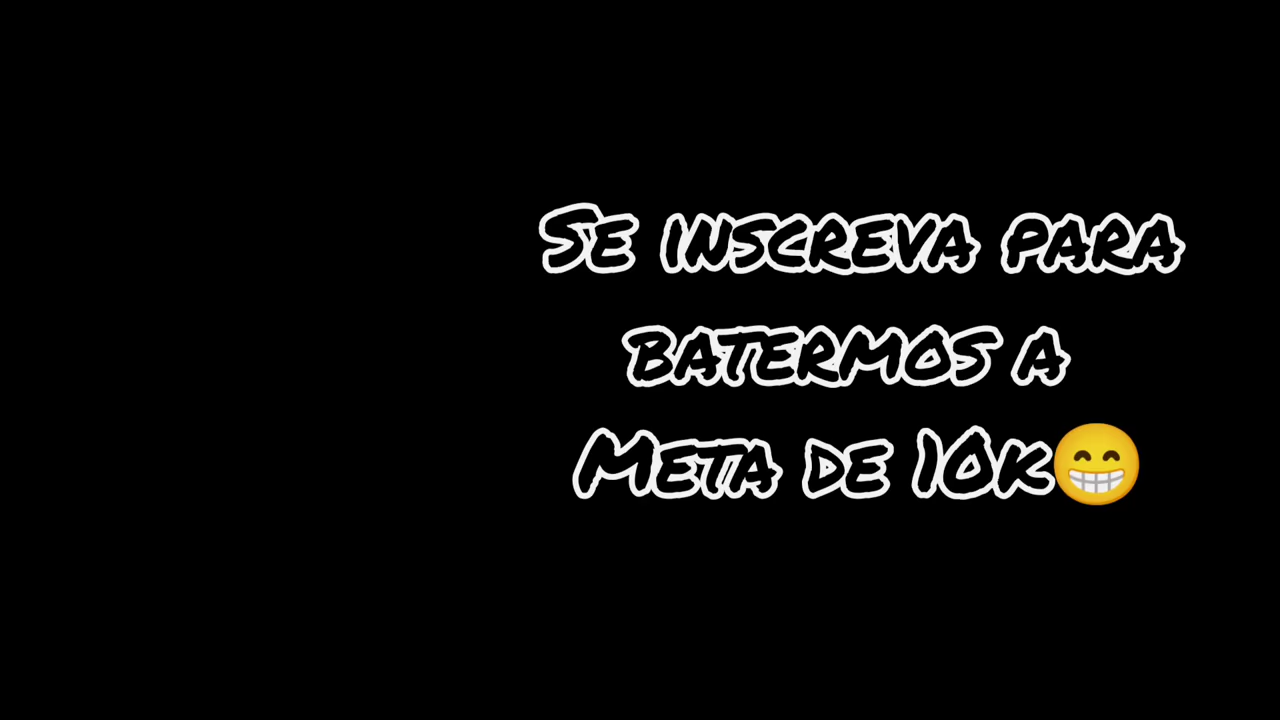 Se inscreva para
batermos a
Meta de 10k😁